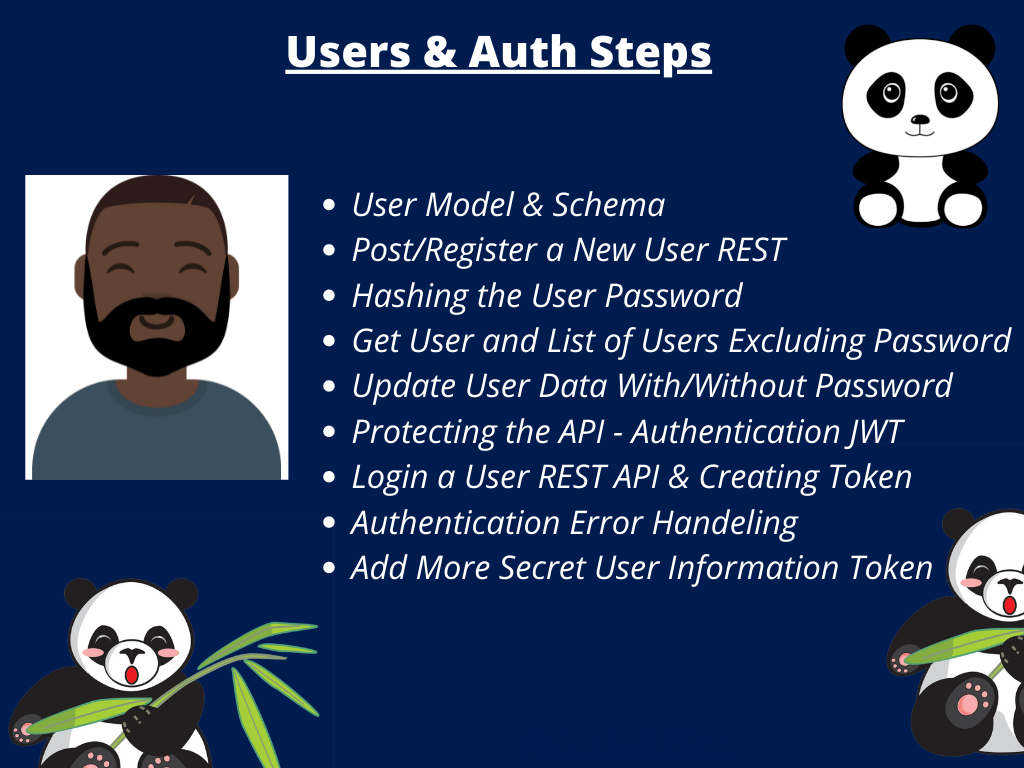 Users & Auth Steps
User Model & Schema
Post/Register a New User REST
Hashing the User Password
Get User and List of Users Excluding Password
Update User Data With/Without Password
Protecting the API - Authentication JWT
Login a User REST API & Creating Token
Authentication Error Handeling
Add More Secret User Information Token